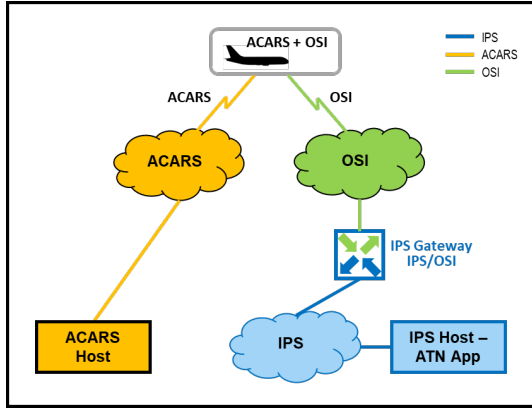 ACARS + OSI
IPS
ACARS
OSI
ACARS
OSI
ACARS
OSI
IPS Gateway
IPS/OSI
ACARS
Host
IPS
IPS Host –
ATN App